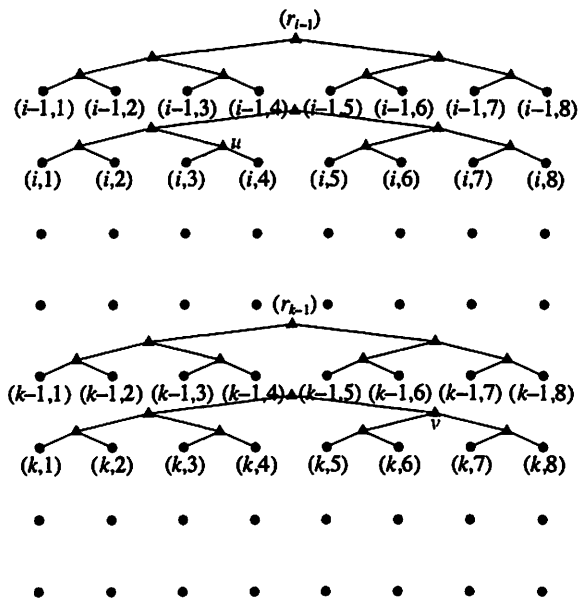 (r_{i–1})
(i–1,1) (i–1,2) (i–1,3) (i–1,4) (i–1,5) (i–1,6) (i–1,7) (i–1,8)
u
(i,1) (i,2) (i,3) (i,4) (i,5) (i,6) (i,7) (i,8)
(r_{k–1})
(k–1,1) (k–1,2) (k–1,3) (k–1,4) (k–1,5) (k–1,6) (k–1,7) (k–1,8)
v
(k,1) (k,2) (k,3) (k,4) (k,5) (k,6) (k,7) (k,8)